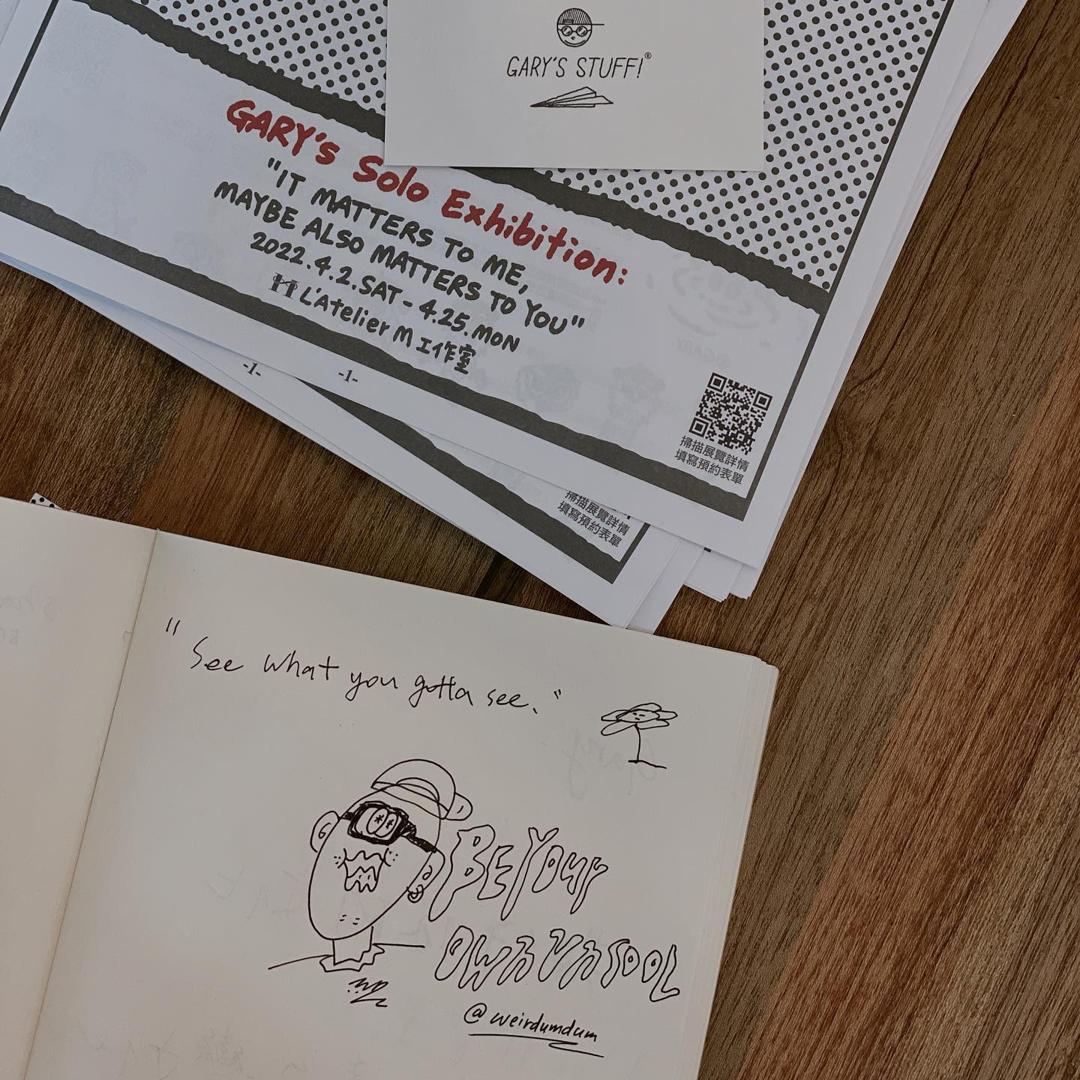 GARY'S STUFF!®
GARY's Solo Exhibition:
"IT MATTERS TO ME,
MAYBE ALSO MATTERS TO YOU"
2022.4.2.SAT - 4.25.MON
L'Atelier M 工作室
掃描展覽詳情
填寫預約表單
-1-
-1-
掃描展覽詳情
填寫預約表單
"See what you gotta see."
BE YOUR
OWN UNCOOL
@weirdumdum